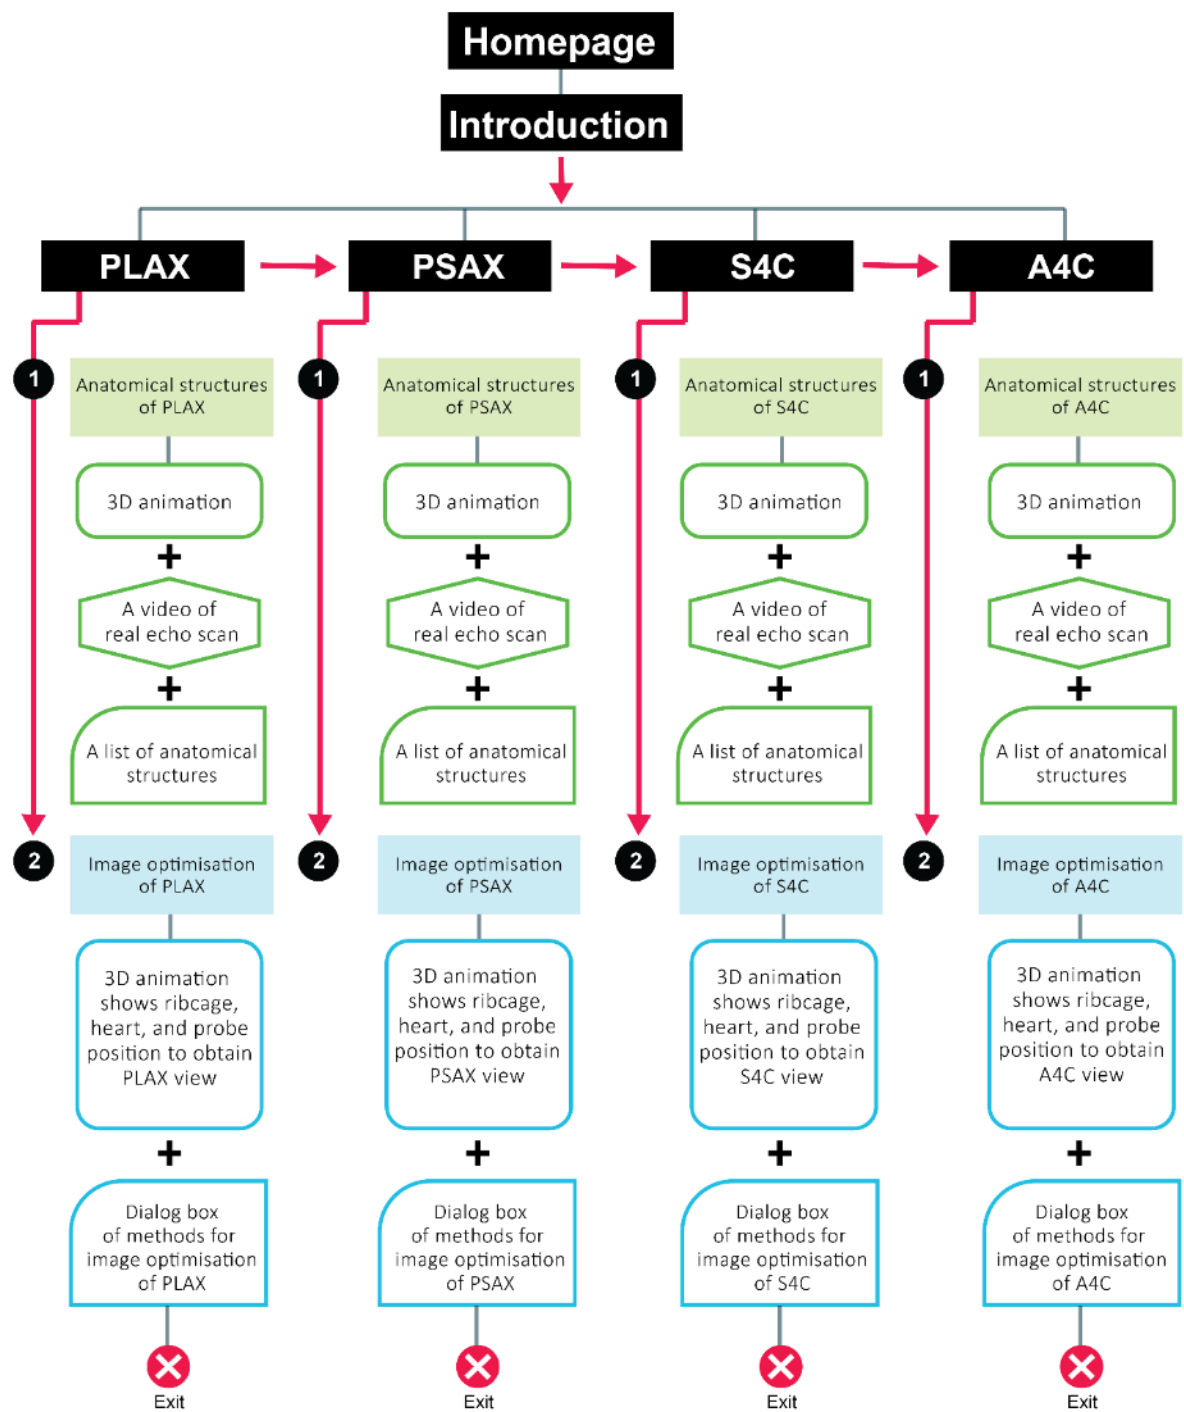 Homepage
Introduction
PLAX
PSAX
S4C
A4C
1
Anatomical structures
of PLAX
3D animation
+
A video of
real echo scan
+
A list of anatomical
structures
2
Image optimisation
of PLAX
3D animation
shows ribcage,
heart, and probe
position to obtain
PLAX view
+
Dialog box
of methods for
image optimisation
of PLAX
Exit
1
Anatomical structures
of PSAX
3D animation
+
A video of
real echo scan
+
A list of anatomical
structures
2
Image optimisation
of PSAX
3D animation
shows ribcage,
heart, and probe
position to obtain
PSAX view
+
Dialog box
of methods for
image optimisation
of PSAX
Exit
1
Anatomical structures
of S4C
3D animation
+
A video of
real echo scan
+
A list of anatomical
structures
2
Image optimisation
of S4C
3D animation
shows ribcage,
heart, and probe
position to obtain
S4C view
+
Dialog box
of methods for
image optimisation
of S4C
Exit
1
Anatomical structures
of A4C
3D animation
+
A video of
real echo scan
+
A list of anatomical
structures
2
Image optimisation
of A4C
3D animation
shows ribcage,
heart, and probe
position to obtain
A4C view
+
Dialog box
of methods for
image optimisation
of A4C
Exit